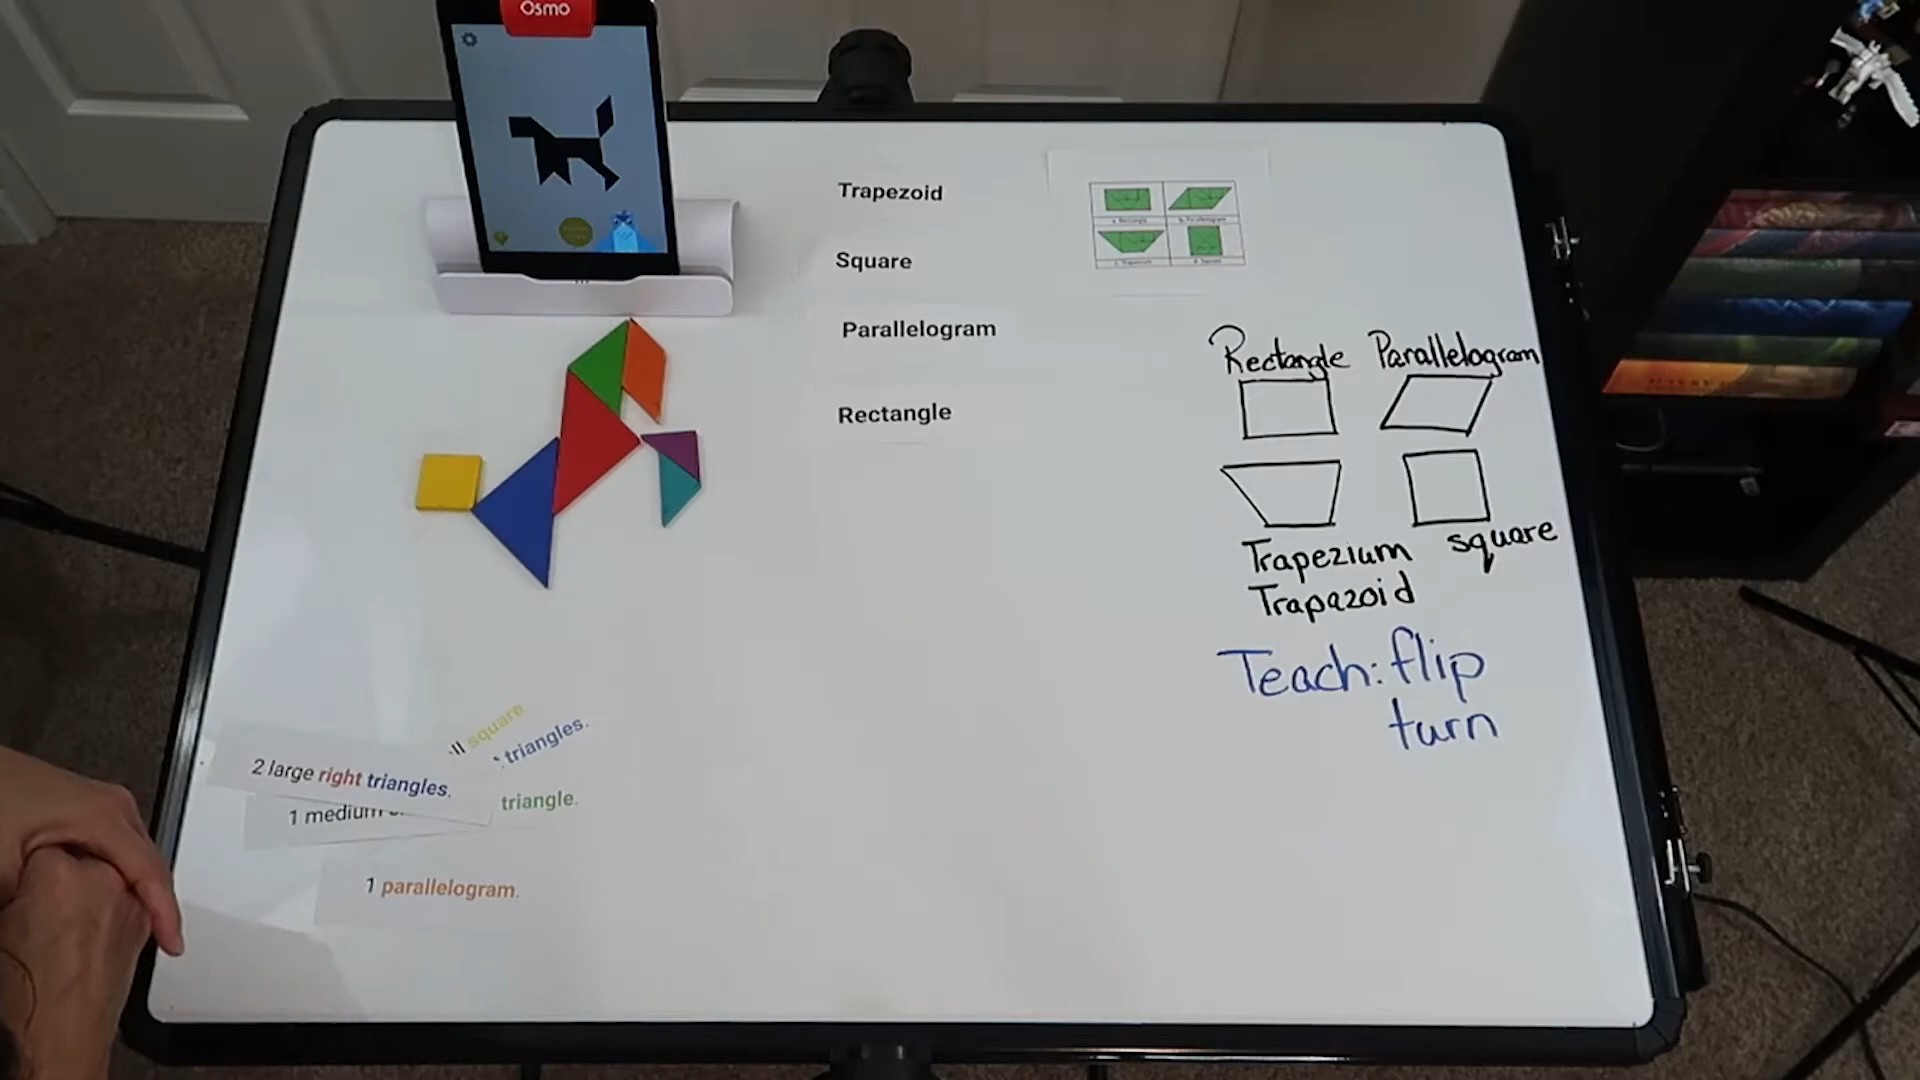 Osmo
Trapezoid
Square
Parallelogram
Rectangle
Rectangle Parallelogram
Trapezium
Trapazoid
square
Teach: flip
turn
square
triangles.
2 large right triangles.
1 medium
triangle.
1 parallelogram.